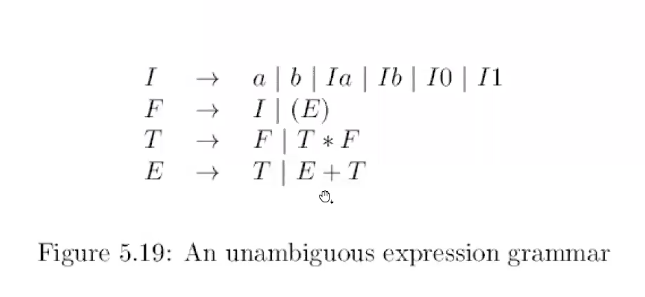 I → a | b | Ia | Ib | I0 | I1
F → I | (E)
T → F | T * F
E → T | E + T
Figure 5.19: An unambiguous expression grammar